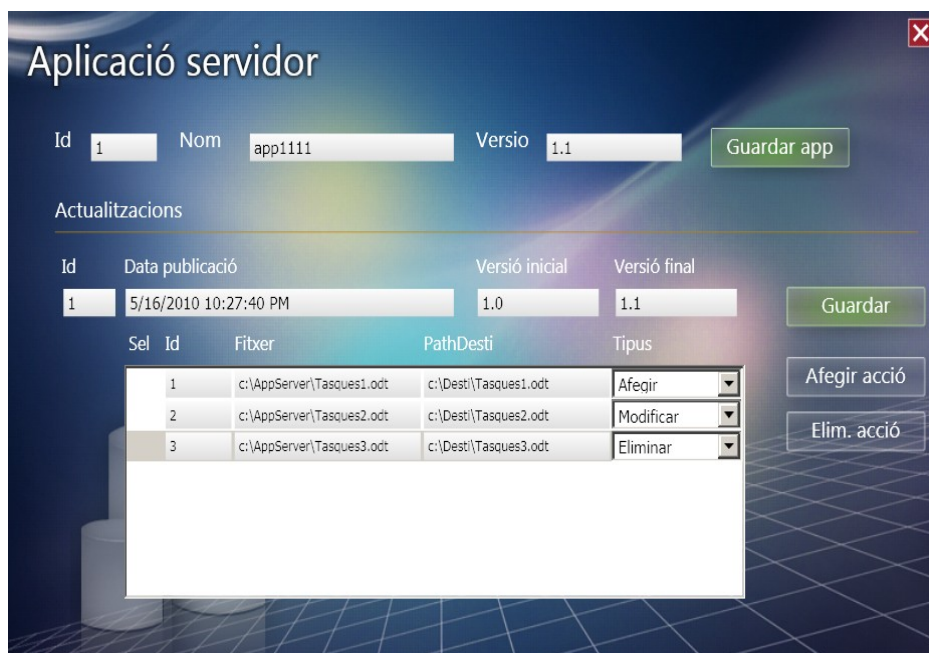 Aplicació servidor
Id 1 Nom app1111 Versio 1.1 Guardar app
Actualitzacions
Id Data publicació Versió inicial Versió final
1 5/16/2010 10:27:40 PM 1.0 1.1 Guardar
Sel Id Fitxer PathDesti Tipus
1 c:\AppServer\Tasques1.odt c:\Desti\Tasques1.odt Afegir Afegir acció
2 c:\AppServer\Tasques2.odt c:\Desti\Tasques2.odt Modificar Elim. acció
3 c:\AppServer\Tasques3.odt c:\Desti\Tasques3.odt Eliminar